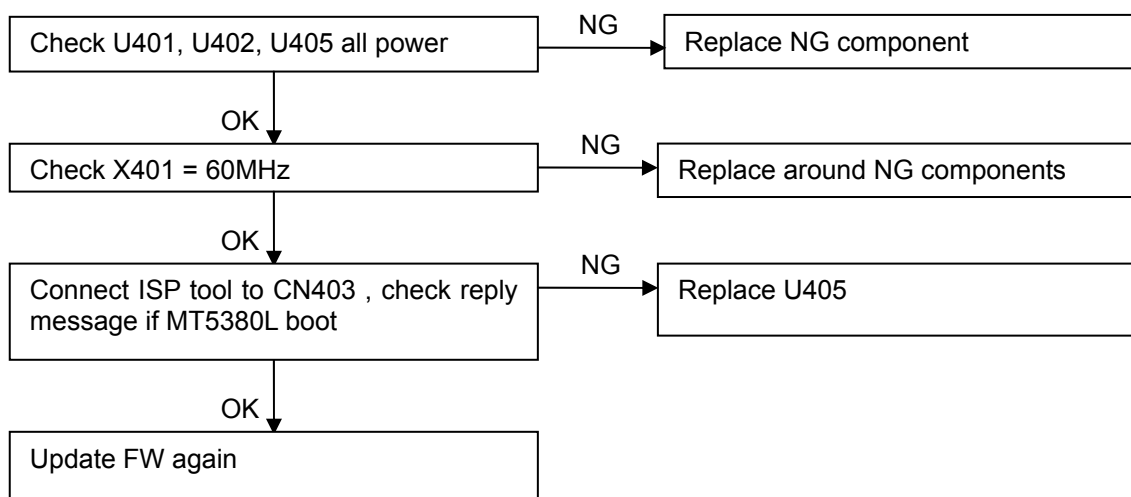 Check U401, U402, U405 all power
NG
Replace NG component
OK
Check X401 = 60MHz
NG
Replace around NG components
OK
Connect ISP tool to CN403 , check reply
message if MT5380L boot
NG
Replace U405
OK
Update FW again